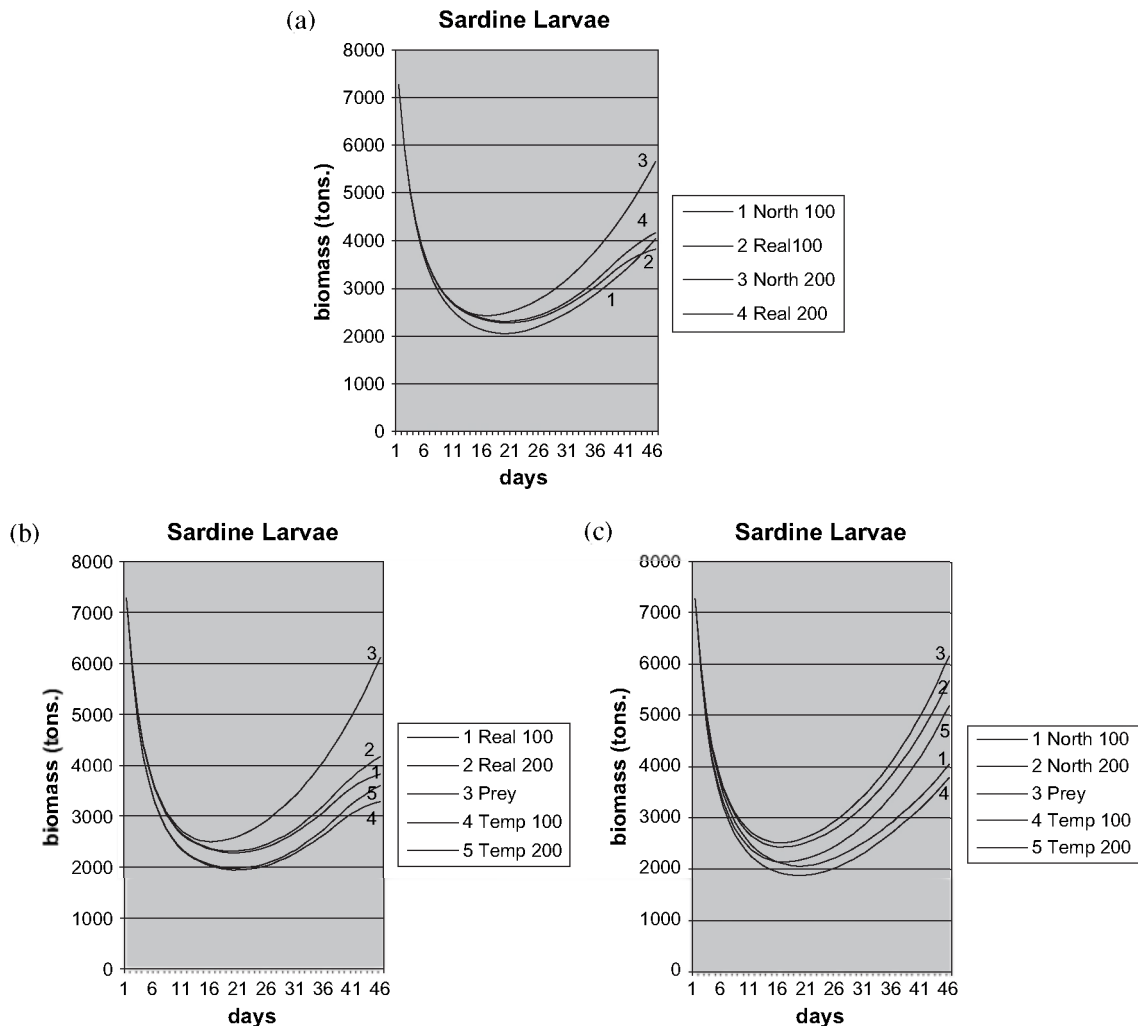 (a)
Sardine Larvae
8000
7000
6000
5000
4000
3000
2000
1000
0
biomass (tons.)
3
4
2
1
1 6 11 16 21 26 31 36 41 46
days
1 North 100
2 Real100
3 North 200
4 Real 200
(b)
Sardine Larvae
8000
7000
6000
5000
4000
3000
2000
1000
0
biomass (tons.)
3
2
1
5
4
1 6 11 16 21 26 31 36 41 46
days
1 Real 100
2 Real 200
3 Prey
4 Temp 100
5 Temp 200
(c)
Sardine Larvae
8000
7000
6000
5000
4000
3000
2000
1000
0
biomass (tons.)
3
2
5
1
4
1 6 11 16 21 26 31 36 41 46
days
1 North 100
2 North 200
3 Prey
4 Temp 100
5 Temp 200